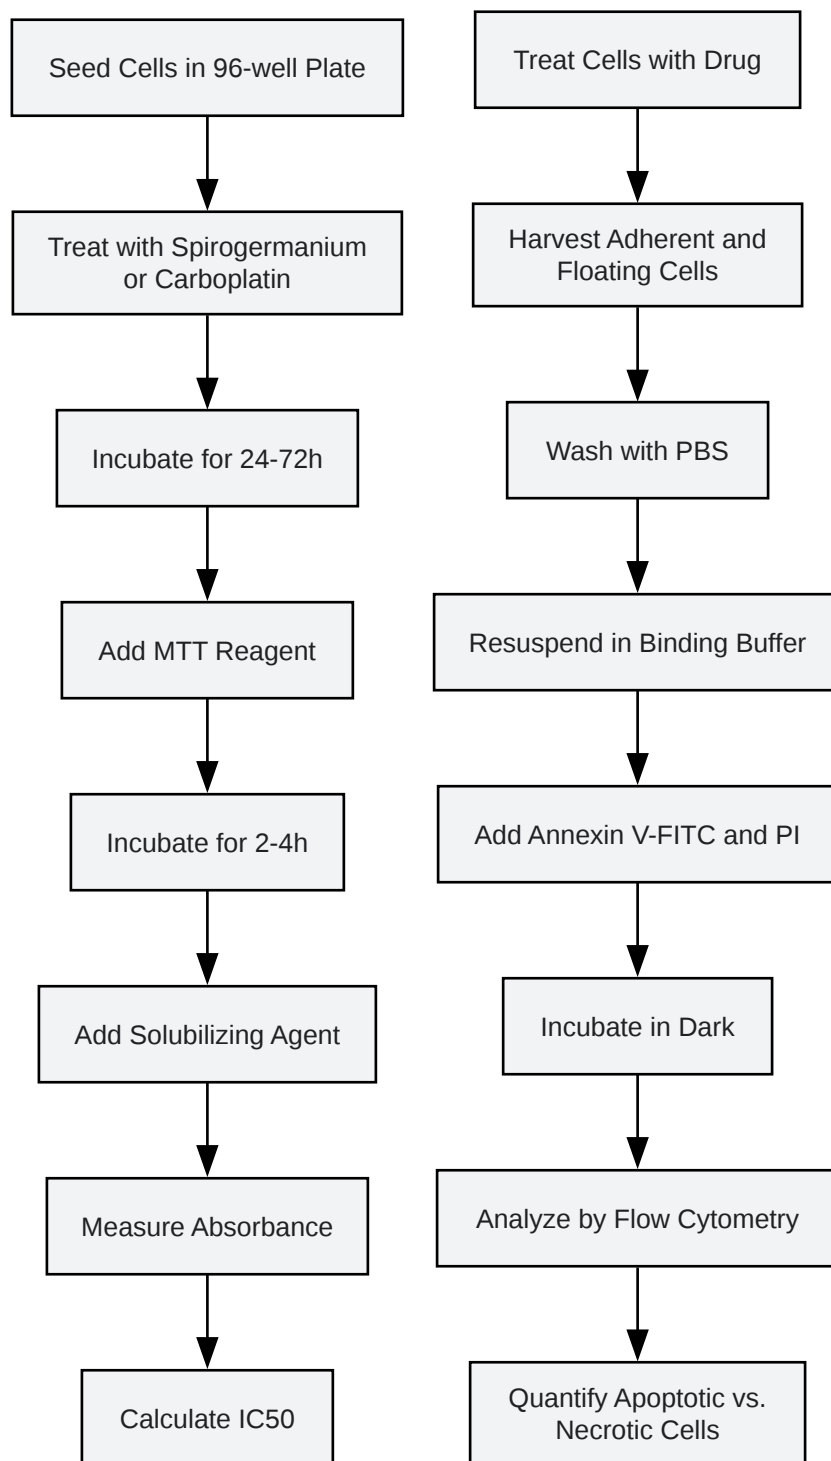 Seed Cells in 96-well Plate
Treat with Spirogermanium
or Carboplatin
Incubate for 24-72h
Add MTT Reagent
Incubate for 2-4h
Add Solubilizing Agent
Measure Absorbance
Calculate IC50
Treat Cells with Drug
Harvest Adherent and
Floating Cells
Wash with PBS
Resuspend in Binding Buffer
Add Annexin V-FITC and PI
Incubate in Dark
Analyze by Flow Cytometry
Quantify Apoptotic vs.
Necrotic Cells